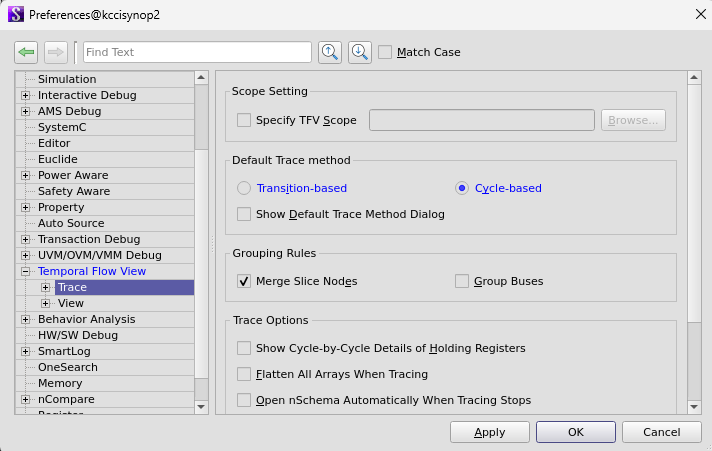 Preferences@kccisynop2
Find Text
Match Case
Simulation
Interactive Debug
AMS Debug
SystemC
Editor
Euclide
Power Aware
Safety Aware
Property
Auto Source
Transaction Debug
UVM/OVM/VMM Debug
Temporal Flow View
Trace
View
Behavior Analysis
HW/SW Debug
SmartLog
OneSearch
Memory
nCompare
Register
Scope Setting
Specify TFV Scope
Browse...
Default Trace method
Transition-based Cycle-based
Show Default Trace Method Dialog
Grouping Rules
Merge Slice Nodes Group Buses
Trace Options
Show Cycle-by-Cycle Details of Holding Registers
Flatten All Arrays When Tracing
Open nSchema Automatically When Tracing Stops
Apply OK Cancel